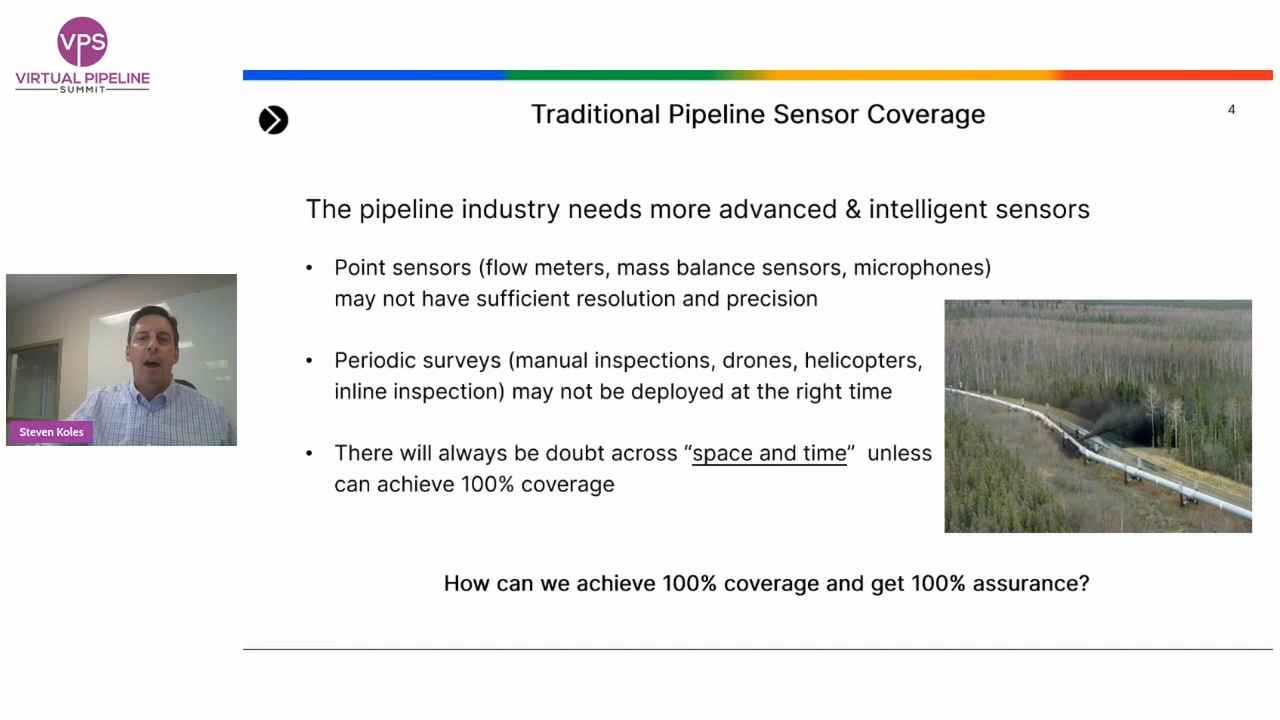 VPS
VIRTUAL PIPELINE
SUMMIT
Traditional Pipeline Sensor Coverage
4
The pipeline industry needs more advanced & intelligent sensors
• Point sensors (flow meters, mass balance sensors, microphones)
may not have sufficient resolution and precision
• Periodic surveys (manual inspections, drones, helicopters,
inline inspection) may not be deployed at the right time
• There will always be doubt across “space and time” unless
can achieve 100% coverage
How can we achieve 100% coverage and get 100% assurance?
Steven Koles